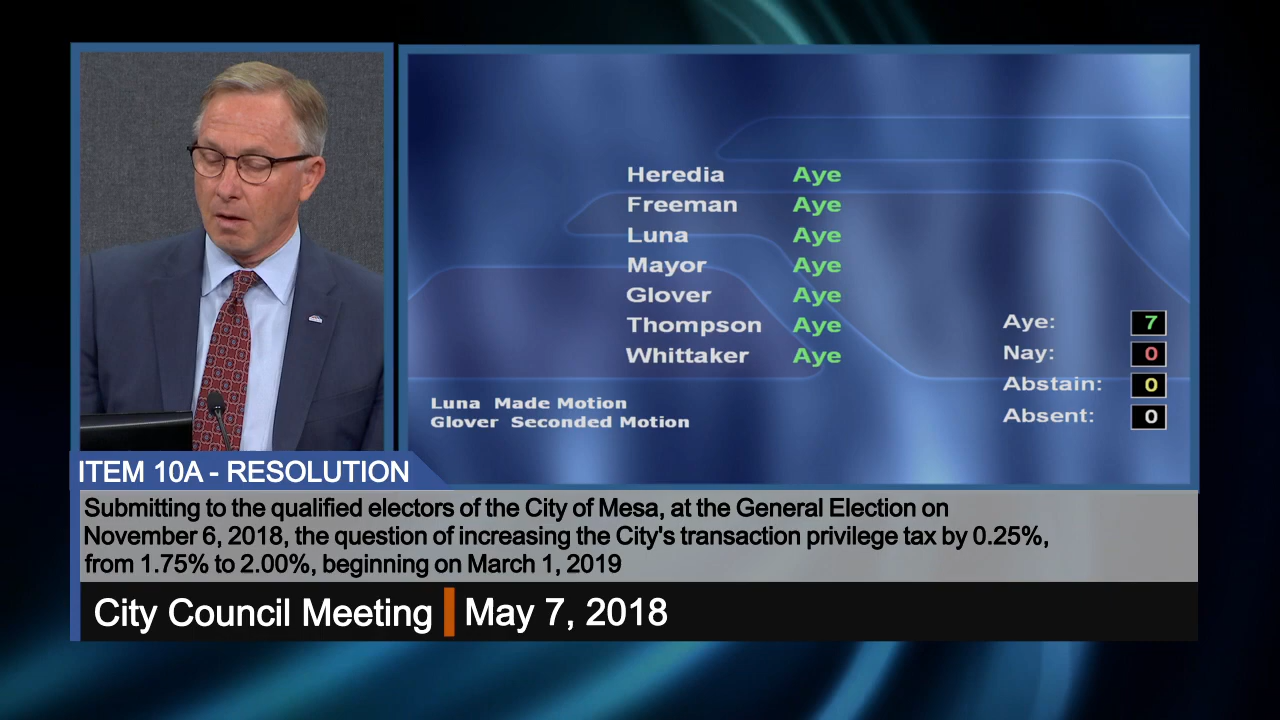 Heredia Aye
Freeman Aye
Luna Aye
Mayor Aye
Glover Aye
Thompson Aye
Whittaker Aye
Aye: 7
Nay: 0
Abstain: 0
Absent: 0
Luna Made Motion
Glover Seconded Motion
ITEM 10A - RESOLUTION
Submitting to the qualified electors of the City of Mesa, at the General Election on
November 6, 2018, the question of increasing the City's transaction privilege tax by 0.25%,
from 1.75% to 2.00%, beginning on March 1, 2019
City Council Meeting May 7, 2018